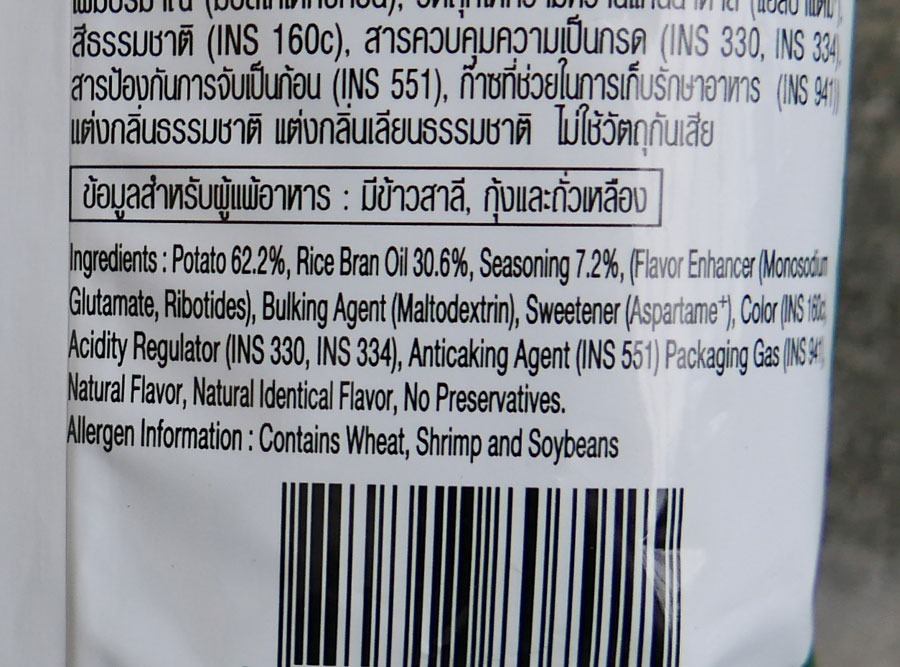 สีธรรมชาติ (INS 160c), สารควบคุมความเป็นกรด (INS 330, INS 334),
สารป้องกันการจับเป็นก้อน (INS 551), ก๊าซที่ช่วยในการเก็บรักษาอาหาร (INS 941)
แต่งกลิ่นธรรมชาติ แต่งกลิ่นเลียนธรรมชาติ ไม่ใช้วัตถุกันเสีย
ข้อมูลสำหรับผู้แพ้อาหาร : มีข้าวสาลี, กุ้งและถั่วเหลือง
Ingredients : Potato 62.2%, Rice Bran Oil 30.6%, Seasoning 7.2%, (Flavor Enhancer (Monosodium
Glutamate, Ribotides), Bulking Agent (Maltodextrin), Sweetener (Aspartame⁺), Color (INS 160c
Acidity Regulator (INS 330, INS 334), Anticaking Agent (INS 551) Packaging Gas (INS 941)
Natural Flavor, Natural Identical Flavor, No Preservatives.
Allergen Information : Contains Wheat, Shrimp and Soybeans